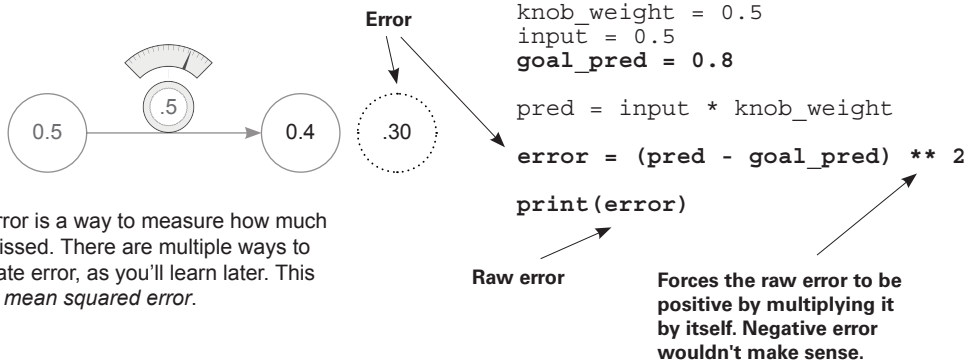 Error
knob_weight = 0.5
input = 0.5
goal_pred = 0.8
pred = input * knob_weight
error = (pred - goal_pred) ** 2
print(error)
.5
0.5
0.4
.30
rror is a way to measure how much
issed. There are multiple ways to
ate error, as you'll learn later. This
mean squared error.
Raw error
Forces the raw error to be
positive by multiplying it
by itself. Negative error
wouldn't make sense.